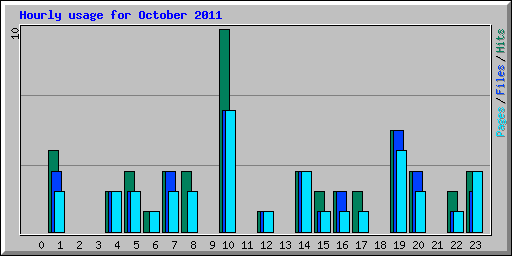 Hourly usage for October 2011
10
Pages/Files/Hits
0 1 2 3 4 5 6 7 8 9 10 11 12 13 14 15 16 17 18 19 20 21 22 23